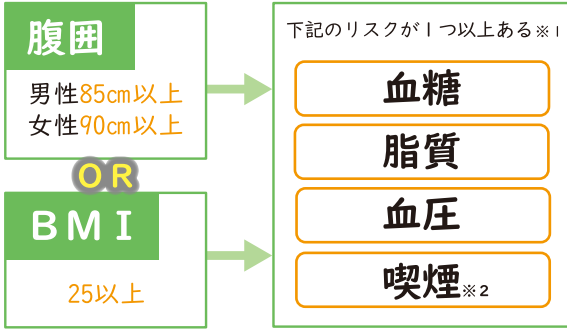 腹囲
男性85cm以上
女性90cm以上
OR
BMI
25以上
下記のリスクが1つ以上ある※1
血糖
脂質
血圧
喫煙※2